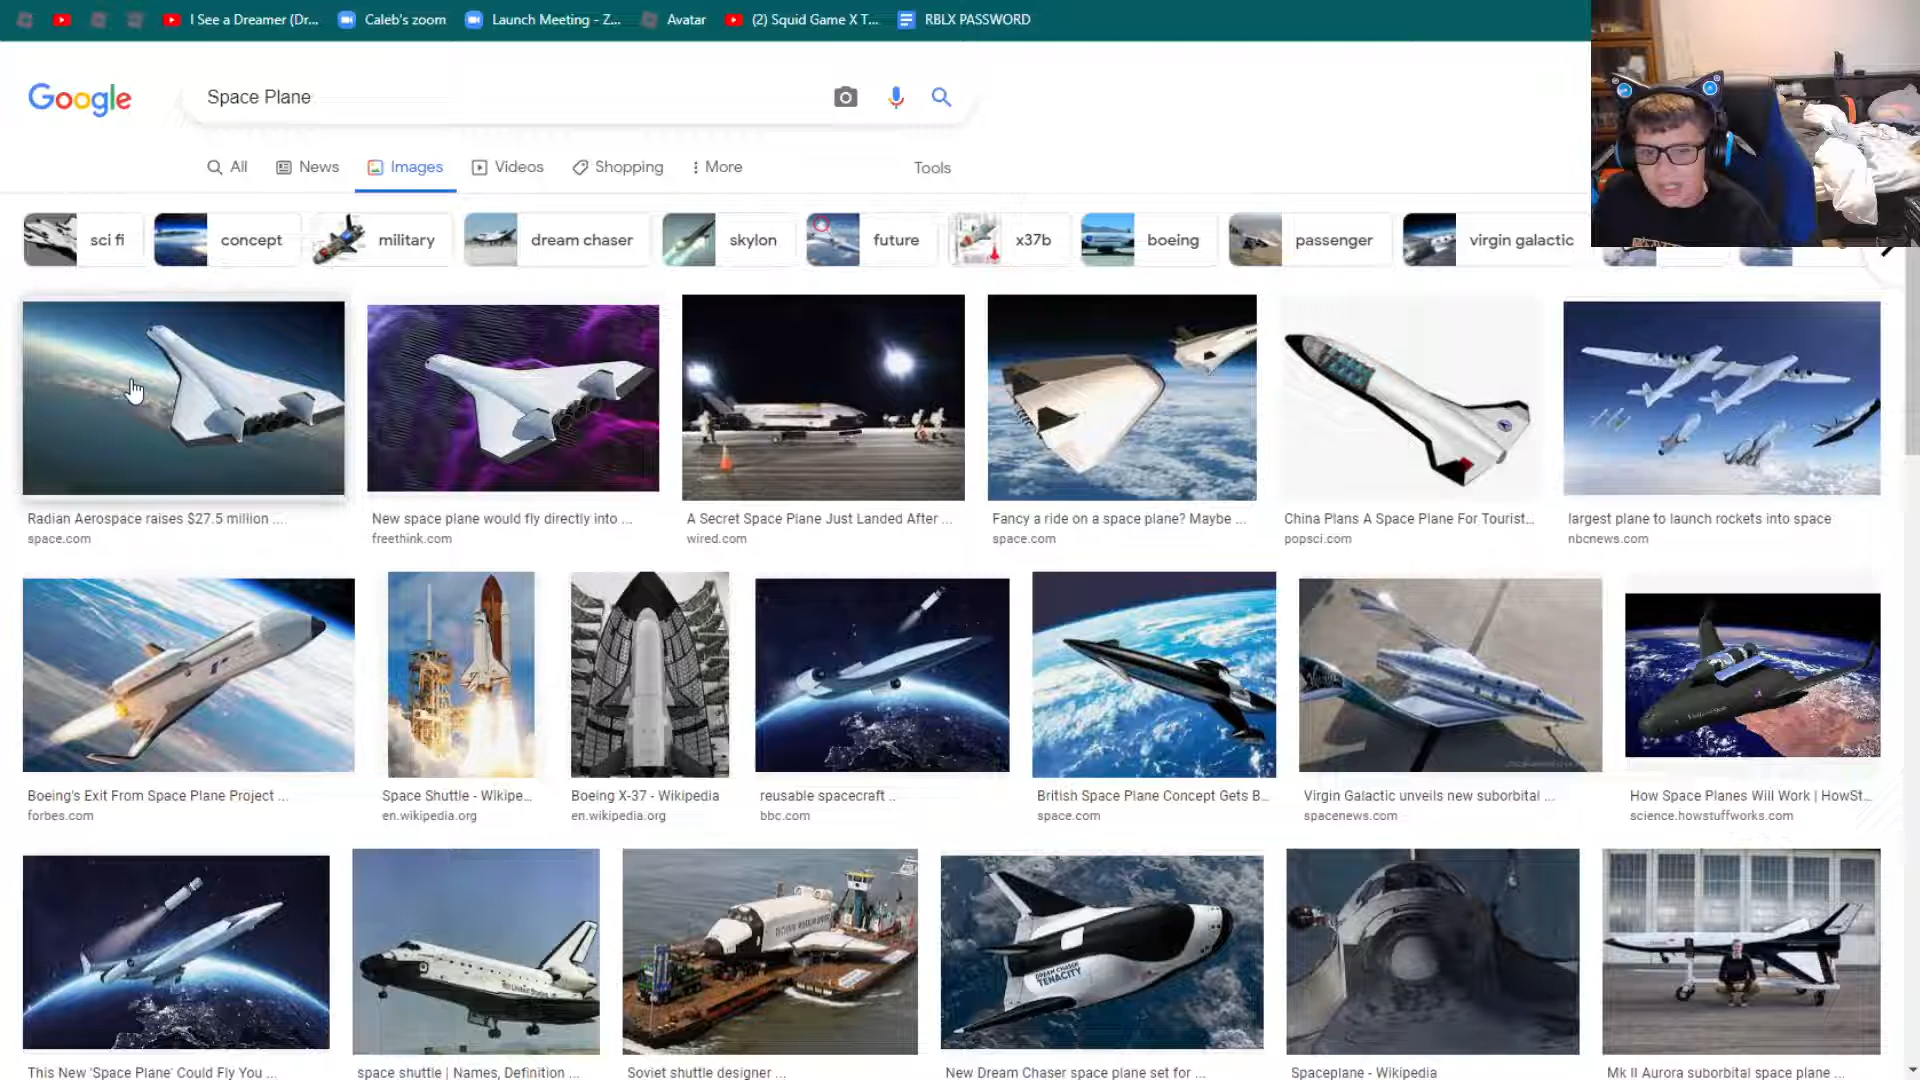 I See a Dreamer (Dr...
Caleb's zoom
Launch Meeting - Z...
Avatar
(2) Squid Game X T...
RBLX PASSWORD
Google
Space Plane
All
News
Images
Videos
Shopping
More
Tools
sci fi
concept
military
dream chaser
skylon
future
x37b
boeing
passenger
virgin galactic
Radian Aerospace raises $27.5 million ...
space.com
New space plane would fly directly into ...
freethink.com
A Secret Space Plane Just Landed After ...
wired.com
Fancy a ride on a space plane? Maybe ...
space.com
China Plans A Space Plane For Tourist...
popsci.com
largest plane to launch rockets into space
nbcnews.com
Boeing's Exit From Space Plane Project ...
forbes.com
Space Shuttle - Wikipe...
en.wikipedia.org
Boeing X-37 - Wikipedia
en.wikipedia.org
reusable spacecraft ..
bbc.com
British Space Plane Concept Gets B...
space.com
Virgin Galactic unveils new suborbital ...
spacenews.com
How Space Planes Will Work | HowSt...
science.howstuffworks.com
DREAM CHASER
TENACITY
This New 'Space Plane' Could Fly You ...
space shuttle | Names, Definition ...
Soviet shuttle designer ...
New Dream Chaser space plane set for ...
Spaceplane - Wikipedia
Mk II Aurora suborbital space plane ...